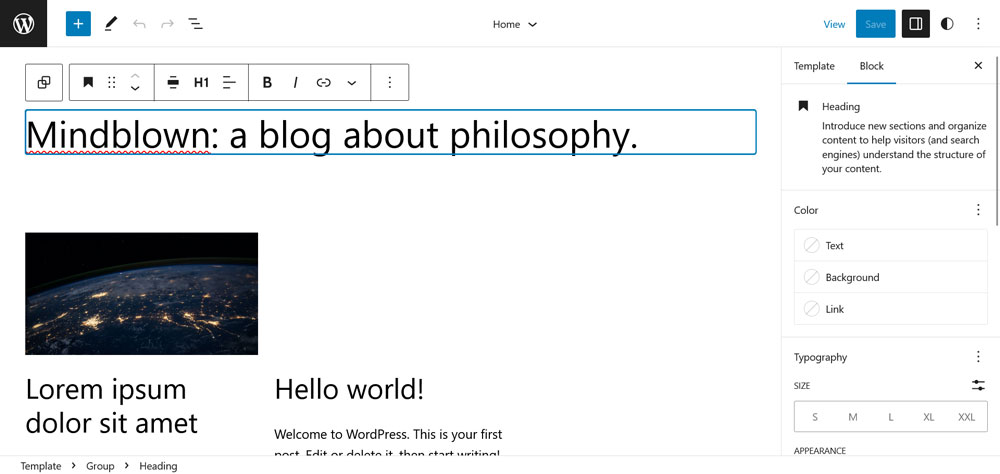 Home
View
Save
H1
B
I
Mindblown: a blog about philosophy.
Lorem ipsum
dolor sit amet
Hello world!
Welcome to WordPress. This is your first
post. Edit or delete it, then start writing!
Template
Block
Heading
Introduce new sections and organize
content to help visitors (and search
engines) understand the structure of
your content.
Color
Text
Background
Link
Typography
SIZE
S M L XL XXL
APPEARANCE
Template > Group > Heading